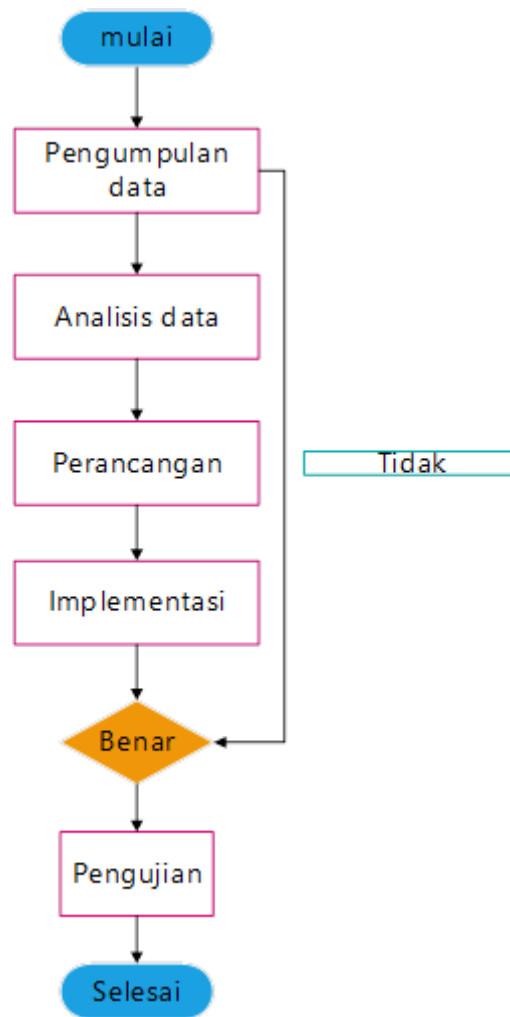 mulai
Pengumpulan
data
Analisis data
Perancangan
Tidak
Implementasi
Benar
Pengujian
Selesai